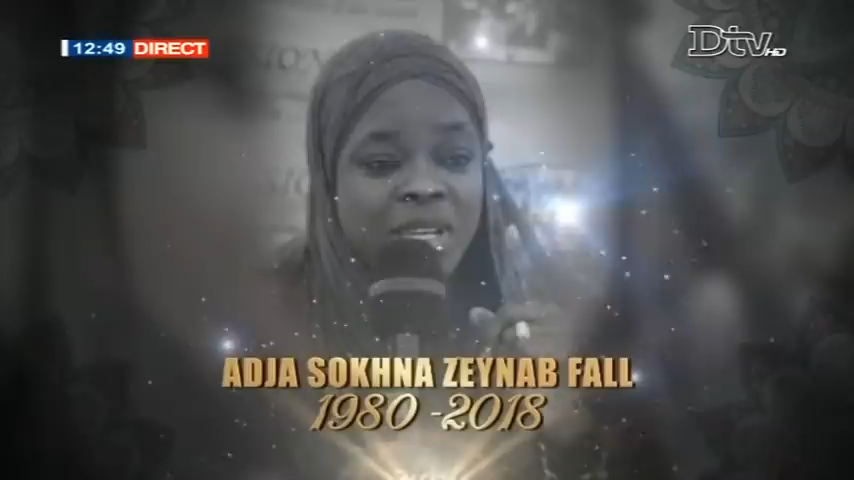 12:49 DIRECT
Dtv HD
ADJA SOKHNA ZEYNAB FALL
1980 - 2018